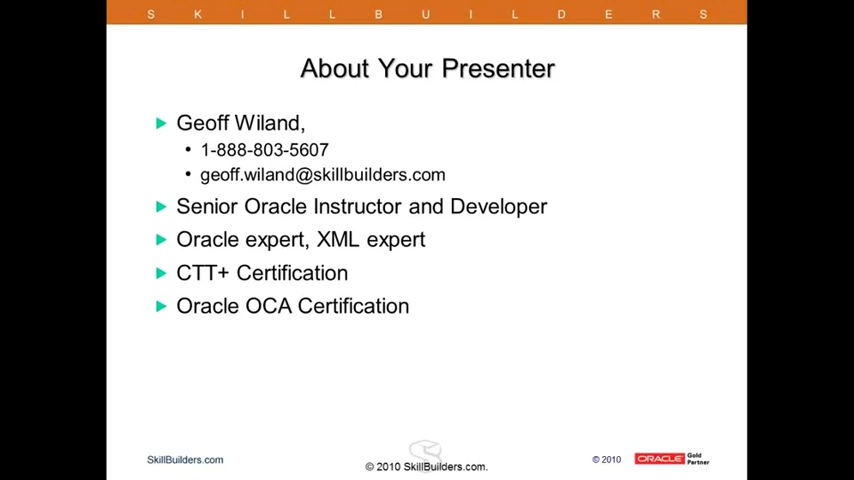 S K I L L B U I L D E R S
About Your Presenter
Geoff Wiland,
• 1-888-803-5607
• geoff.wiland@skillbuilders.com
Senior Oracle Instructor and Developer
Oracle expert, XML expert
CTT+ Certification
Oracle OCA Certification
SkillBuilders.com
© 2010 SkillBuilders.com.
© 2010
ORACLE Gold
Partner